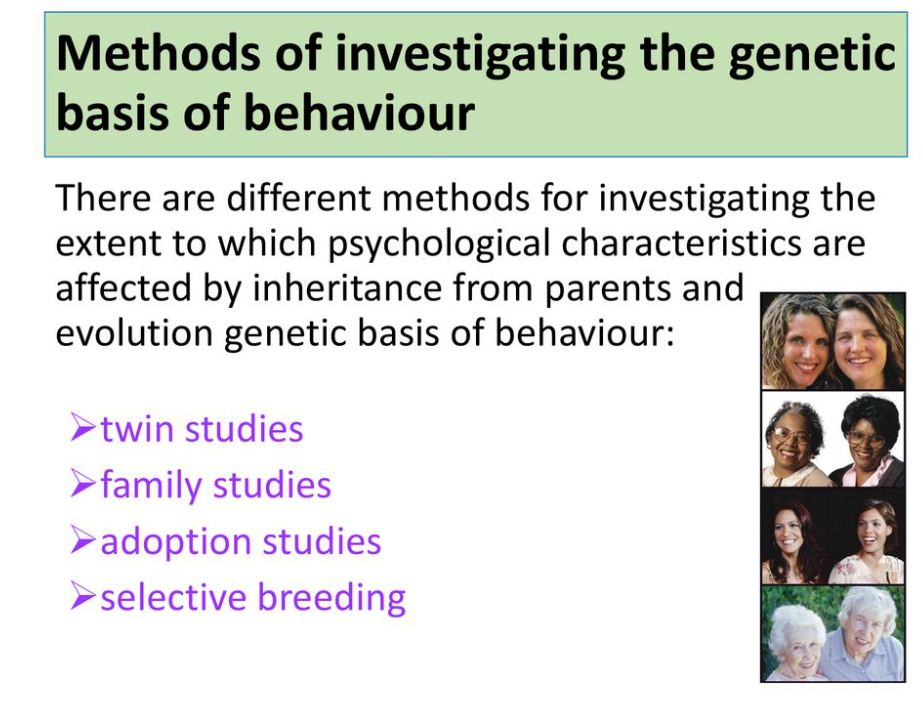 Methods of investigating the genetic
basis of behaviour
There are different methods for investigating the
extent to which psychological characteristics are
affected by inheritance from parents and
evolution genetic basis of behaviour:
➢twin studies
➢family studies
➢adoption studies
➢selective breeding